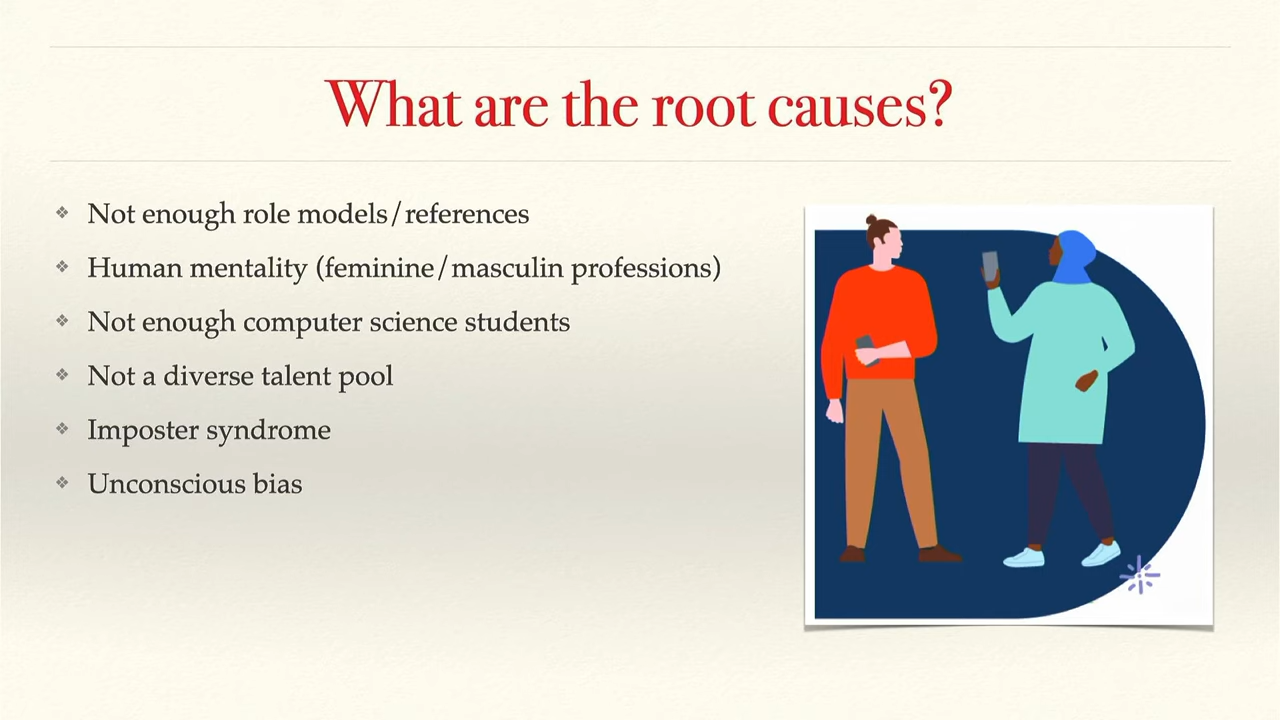 What are the root causes?
Not enough role models/references
Human mentality (feminine/masculin professions)
Not enough computer science students
Not a diverse talent pool
Imposter syndrome
Unconscious bias